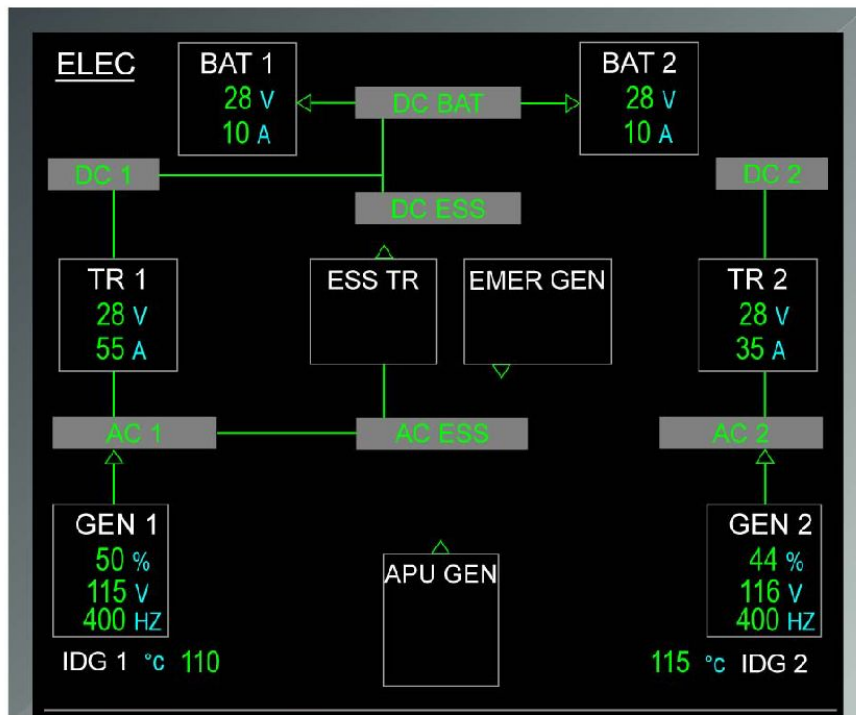 ELEC
BAT 1
28 V
10 A
DC BAT
BAT 2
28 V
10 A
DC 1
DC ESS
DC 2
TR 1
28 V
55 A
ESS TR
EMER GEN
TR 2
28 V
35 A
AC 1
AC ESS
AC 2
GEN 1
50 %
115 V
400 HZ
APU GEN
GEN 2
44 %
116 V
400 HZ
IDG 1 °C 110
115 °C IDG 2